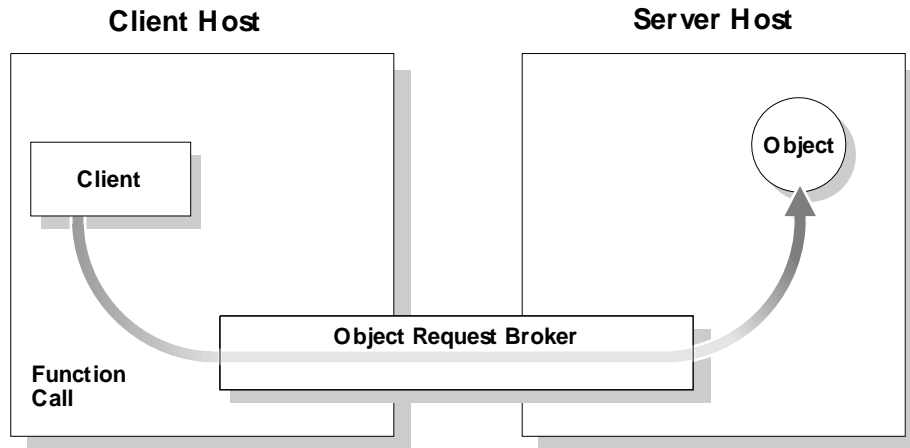 Client Host
Server Host
Client
Object
Object Request Broker
Function
Call